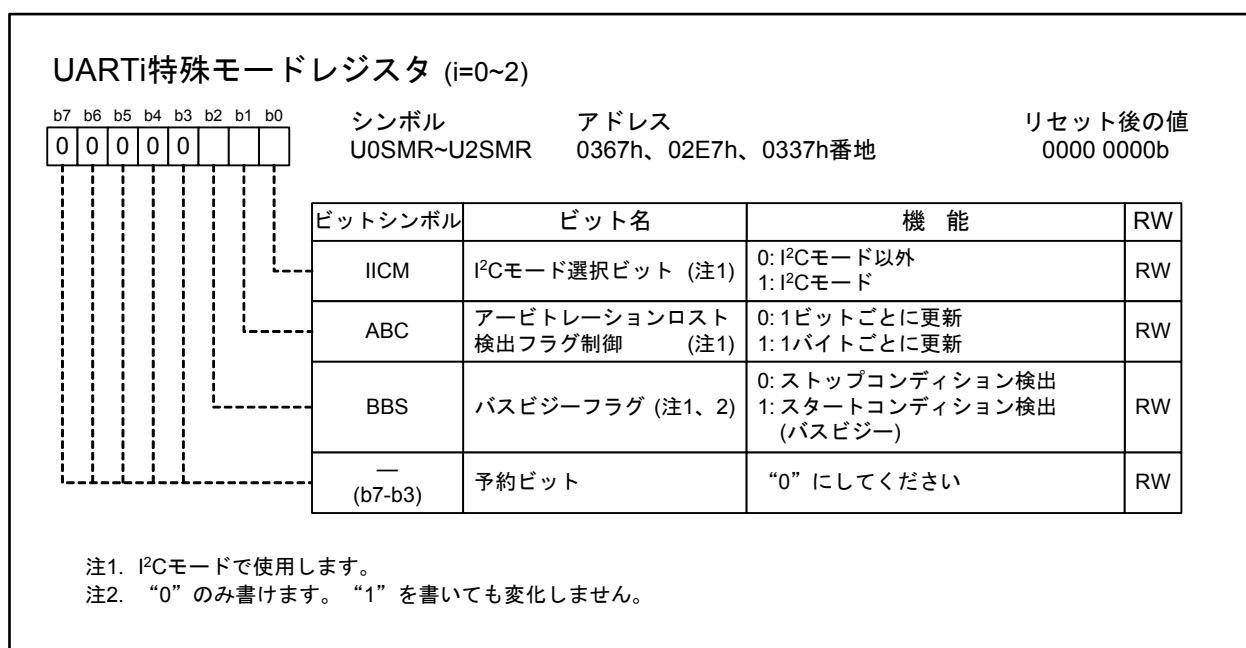 UARTi特殊モードレジスタ (i=0~2)
b7 b6 b5 b4 b3 b2 b1 b0
0 0 0 0 0
シンボル アドレス リセット後の値
U0SMR~U2SMR 0367h、02E7h、0337h番地 0000 0000b
ビットシンボル ビット名 機 能 RW
IICM I²Cモード選択ビット (注1) 0: I²Cモード以外 RW
1: I²Cモード
ABC アービトレーションロスト 0: 1ビットごとに更新 RW
検出フラグ制御 (注1) 1: 1バイトごとに更新
BBS バスビジーフラグ (注1、2) 0: ストップコンディション検出 RW
1: スタートコンディション検出
(バスビジー)
— 予約ビット “0”にしてください RW
(b7-b3)
注1. I²Cモードで使用します。
注2. “0”のみ書けます。“1”を書いても変化しません。